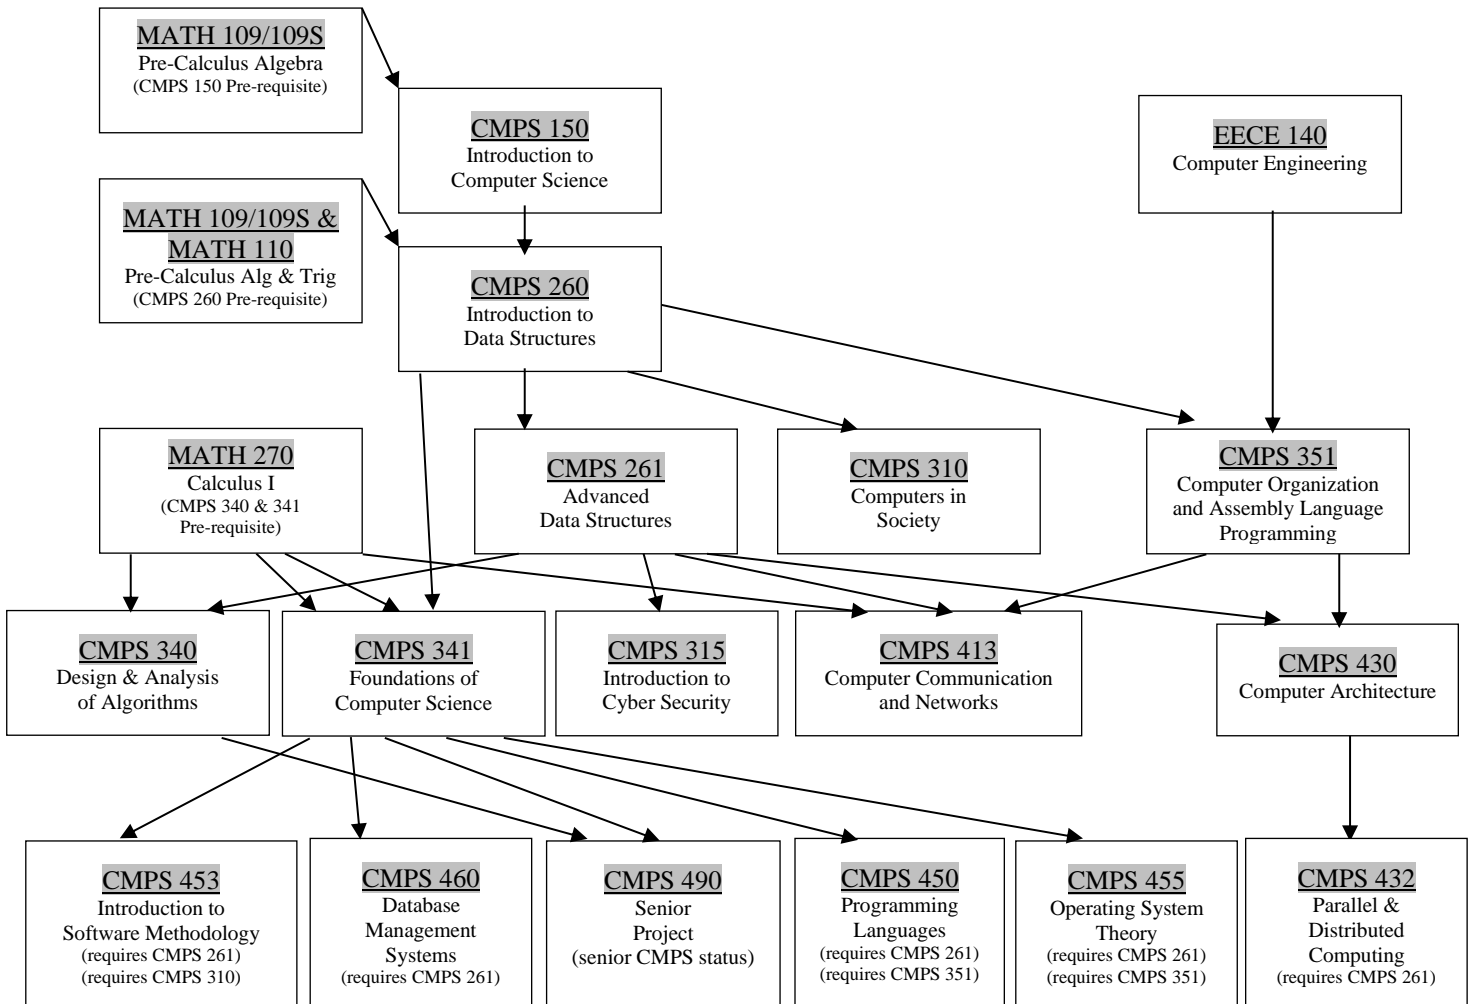 MATH 109/109S
Pre-Calculus Algebra
(CMPS 150 Pre-requisite)
CMPS 150
Introduction to
Computer Science
EECE 140
Computer Engineering
MATH 109/109S &
MATH 110
Pre-Calculus Alg & Trig
(CMPS 260 Pre-requisite)
CMPS 260
Introduction to
Data Structures
MATH 270
Calculus I
(CMPS 340 & 341
Pre-requisite)
CMPS 261
Advanced
Data Structures
CMPS 310
Computers in
Society
CMPS 351
Computer Organization
and Assembly Language
Programming
CMPS 340
Design & Analysis
of Algorithms
CMPS 341
Foundations of
Computer Science
CMPS 315
Introduction to
Cyber Security
CMPS 413
Computer Communication
and Networks
CMPS 430
Computer Architecture
CMPS 453
Introduction to
Software Methodology
(requires CMPS 261)
(requires CMPS 310)
CMPS 460
Database
Management
Systems
(requires CMPS 261)
CMPS 490
Senior
Project
(senior CMPS status)
CMPS 450
Programming
Languages
(requires CMPS 261)
(requires CMPS 351)
CMPS 455
Operating System
Theory
(requires CMPS 261)
(requires CMPS 351)
CMPS 432
Parallel &
Distributed
Computing
(requires CMPS 261)